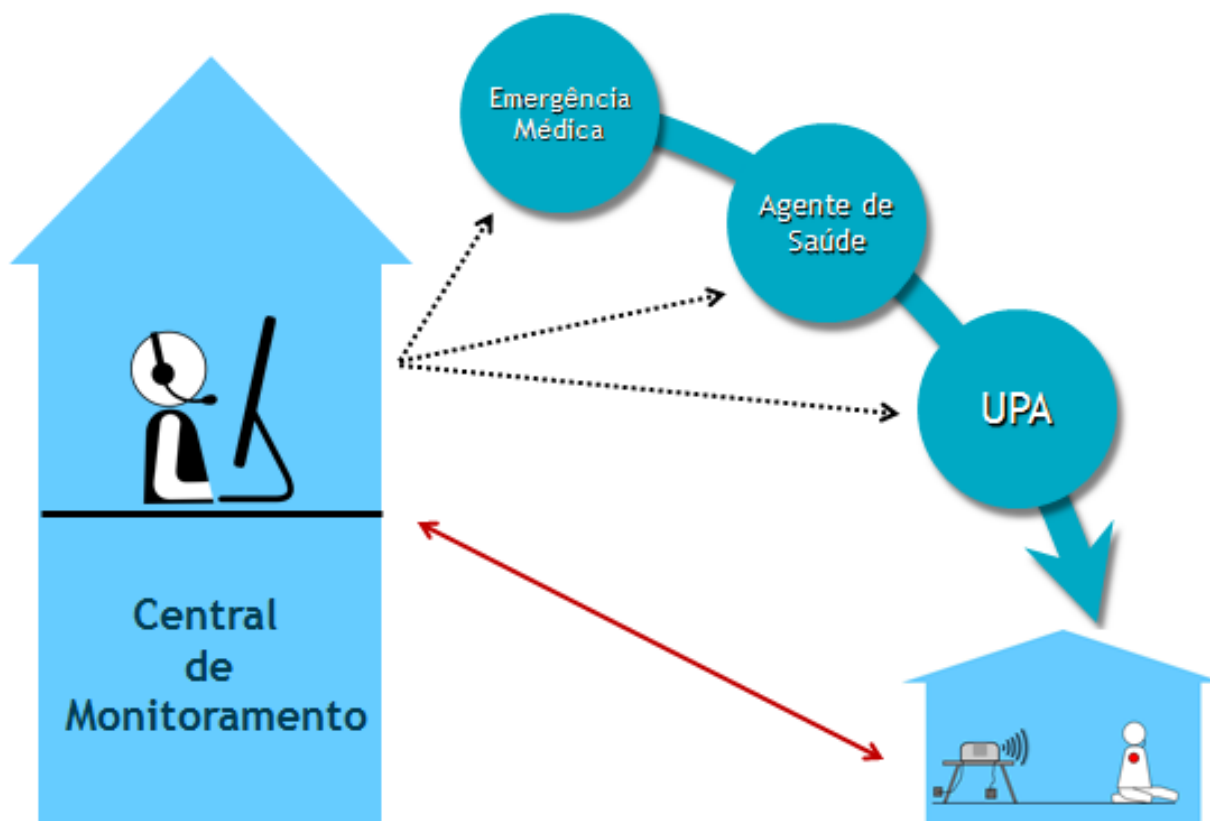 Emergência
Médica
Agente de
Saúde
UPA
Central
de
Monitoramento